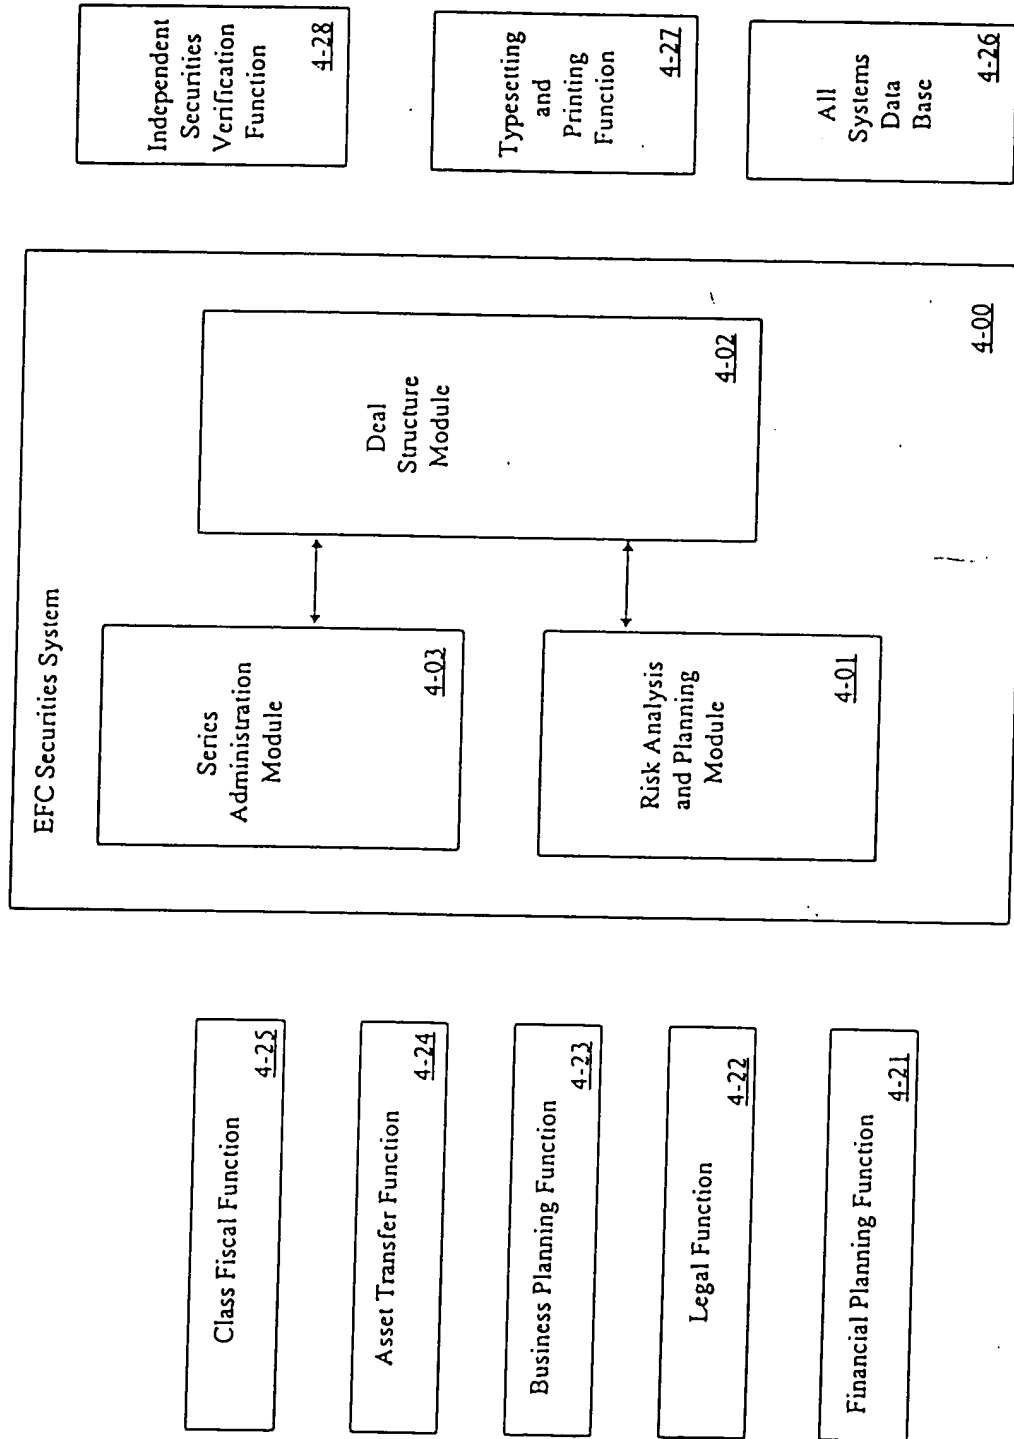 Class Fiscal Function
4-25
Asset Transfer Function
4-24
Business Planning Function
4-23
Legal Function
4-22
Financial Planning Function
4-21
EFC Securities System
Series
Administration
Module
4-03
Risk Analysis
and Planning
Module
4-01
Deal
Structure
Module
4-02
4-00
Independent
Securities
Verification
Function
4-28
Typesetting
and
Printing
Function
4-27
All
Systems
Data
Base
4-26